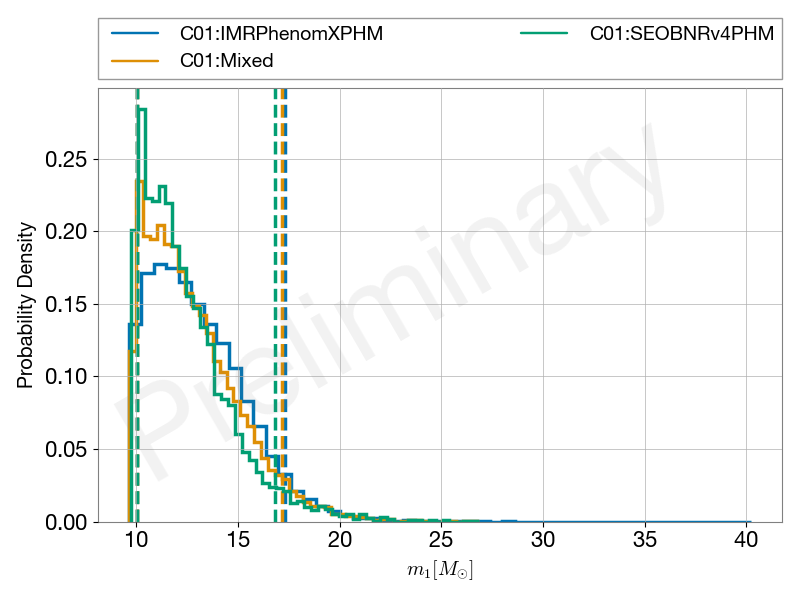 C01:IMRPhenomXPHM
C01:SEOBNRv4PHM
C01:Mixed
0.25
0.20
0.15
0.10
0.05
0.00
Probability Density
Preliminary
10 15 20 25 30 35 40
m₁[M☉]